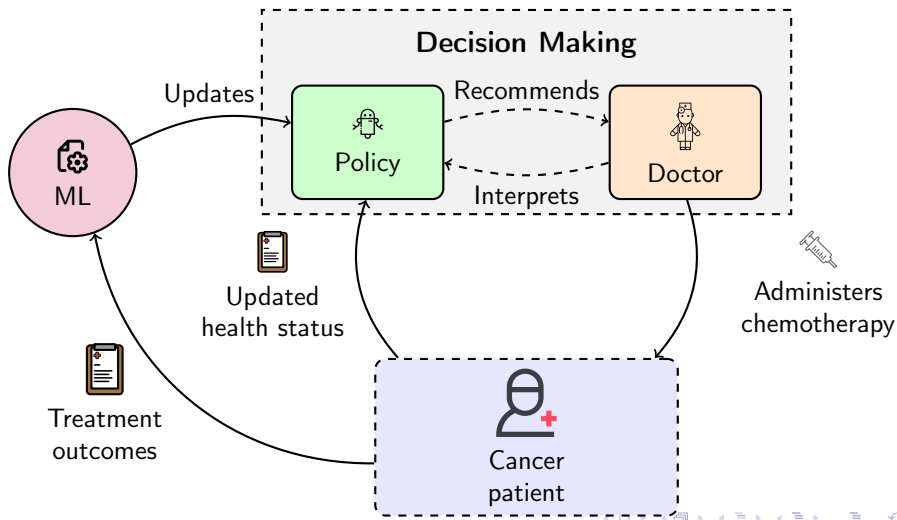 Decision Making
Updates
Recommends
Policy
Doctor
Interprets
ML
Updated
health status
Administers
chemotherapy
Treatment
outcomes
Cancer
patient